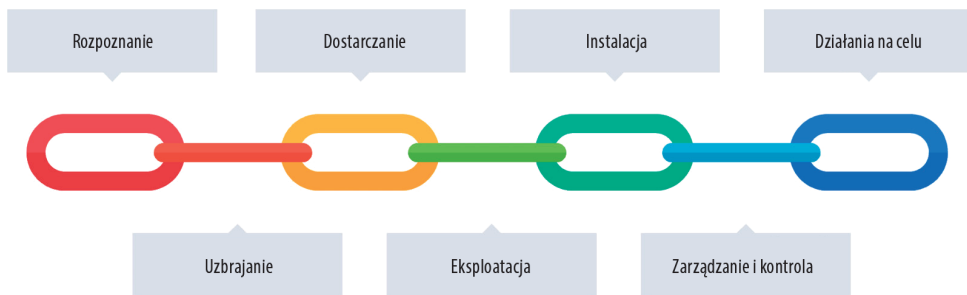 Rozpoznanie
Dostarczanie
Instalacja
Działania na celu
Uzbrajanie
Eksploatacja
Zarządzanie i kontrola